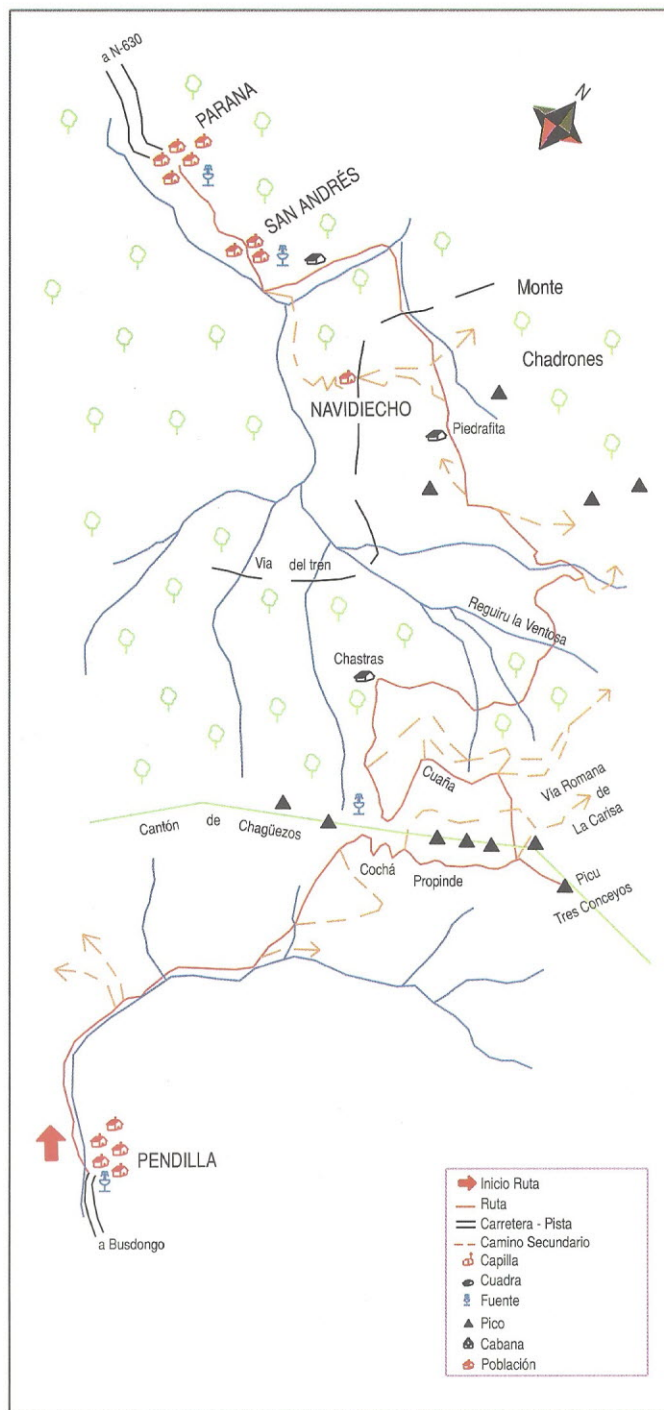 a N-630
PARANA
N
SAN ANDRÉS
Monte
Chadrones
NAVIDIECHO
Piedrafita
Via del tren
Reguiru la Ventosa
Chastras
Cuaña
Vía Romana
de
La Carisa
Cantón de Chagüezos
Cochá
Propinde
Picu
Tres Conceyos
PENDILLA
a Busdongo
Inicio Ruta
Ruta
Carretera - Pista
Camino Secundario
Capilla
Cuadra
Fuente
Pico
Cabana
Población